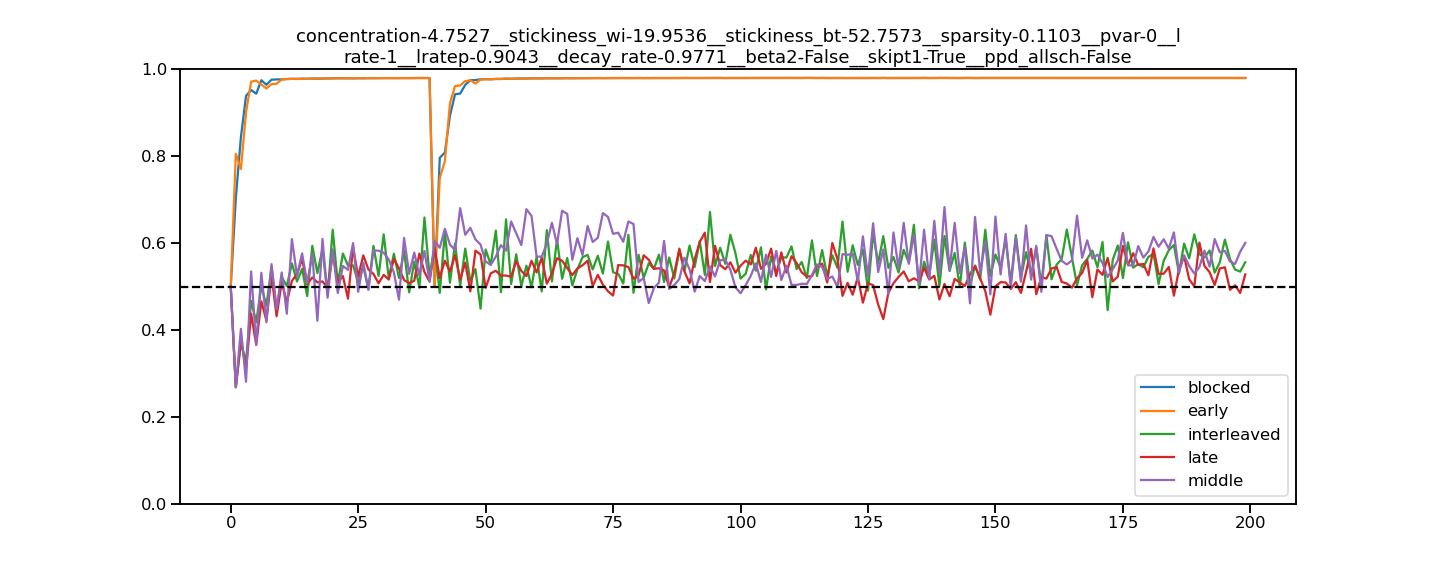 concentration-4.7527__stickiness_wi-19.9536__stickiness_bt-52.7573__sparsity-0.1103__pvar-0__l
rate-1__lratep-0.9043__decay_rate-0.9771__beta2-False__skipt1-True__ppd_allsch-False
1.0
0.8
0.6
0.4
0.2
0.0
0 25 50 75 100 125 150 175 200
blocked
early
interleaved
late
middle